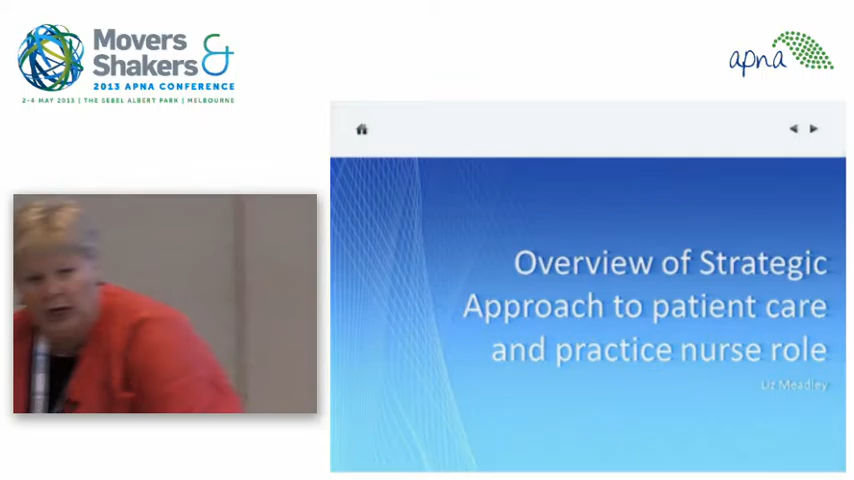 Movers
Shakers &
2013 APNA CONFERENCE
2-4 MAY 2013 | THE SEBEL ALBERT PARK | MELBOURNE
apna
Overview of Strategic
Approach to patient care
and practice nurse role
Liz Meadley